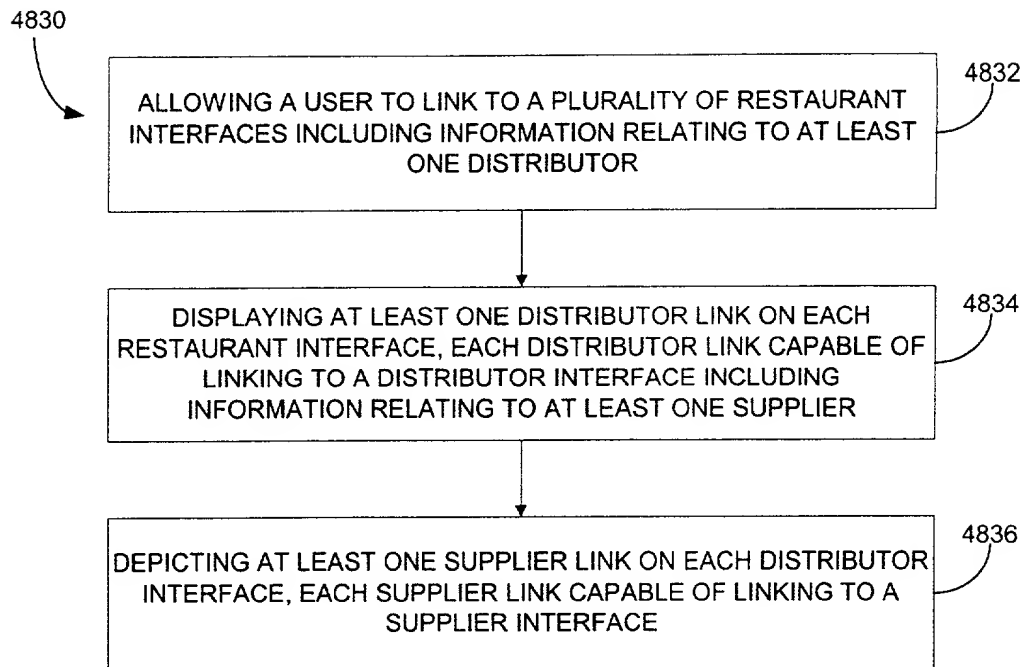 4830
4832
ALLOWING A USER TO LINK TO A PLURALITY OF RESTAURANT
INTERFACES INCLUDING INFORMATION RELATING TO AT LEAST
ONE DISTRIBUTOR
4834
DISPLAYING AT LEAST ONE DISTRIBUTOR LINK ON EACH
RESTAURANT INTERFACE, EACH DISTRIBUTOR LINK CAPABLE OF
LINKING TO A DISTRIBUTOR INTERFACE INCLUDING
INFORMATION RELATING TO AT LEAST ONE SUPPLIER
4836
DEPICTING AT LEAST ONE SUPPLIER LINK ON EACH DISTRIBUTOR
INTERFACE, EACH SUPPLIER LINK CAPABLE OF LINKING TO A
SUPPLIER INTERFACE